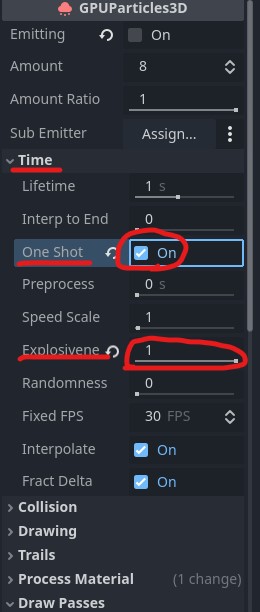 GPUParticles3D
Emitting On
Amount 8
Amount Ratio 1
Sub Emitter Assign...
Time
Lifetime 1 s
Interp to End 0
One Shot On
Preprocess 0 s
Speed Scale 1
Explosivene 1
Randomness 0
Fixed FPS 30 FPS
Interpolate On
Fract Delta On
Collision
Drawing
Trails
Process Material (1 change)
Draw Passes